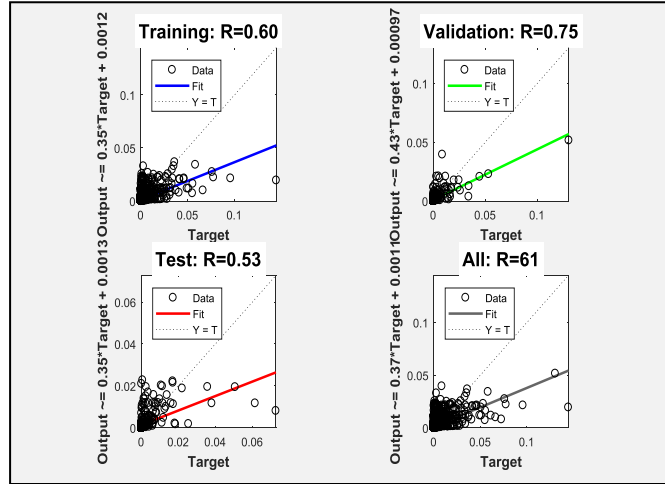 Training: R=0.60
Output ~= 0.35*Target + 0.0012
0.1
0.05
0
Data
Fit
Y = T
0 0.05 0.1
Target
Validation: R=0.75
Output ~= 0.43*Target + 0.00097
0.1
0.05
0
Data
Fit
Y = T
0 0.05 0.1
Target
Test: R=0.53
Output ~= 0.35*Target + 0.0013
0.06
0.04
0.02
0
Data
Fit
Y = T
0 0.02 0.04 0.06
Target
All: R=61
Output ~= 0.37*Target + 0.0011
0.1
0.05
0
Data
Fit
Y = T
0 0.05 0.1
Target